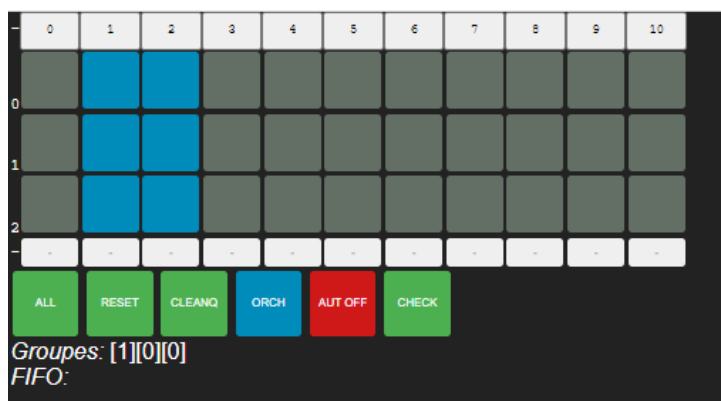 - 0 1 2 3 4 5 6 7 8 9 10
0
1
2
- - - - - - - - - - - -
ALL RESET CLEANQ ORCH AUT OFF CHECK
Groupes: [1][0][0]
FIFO: